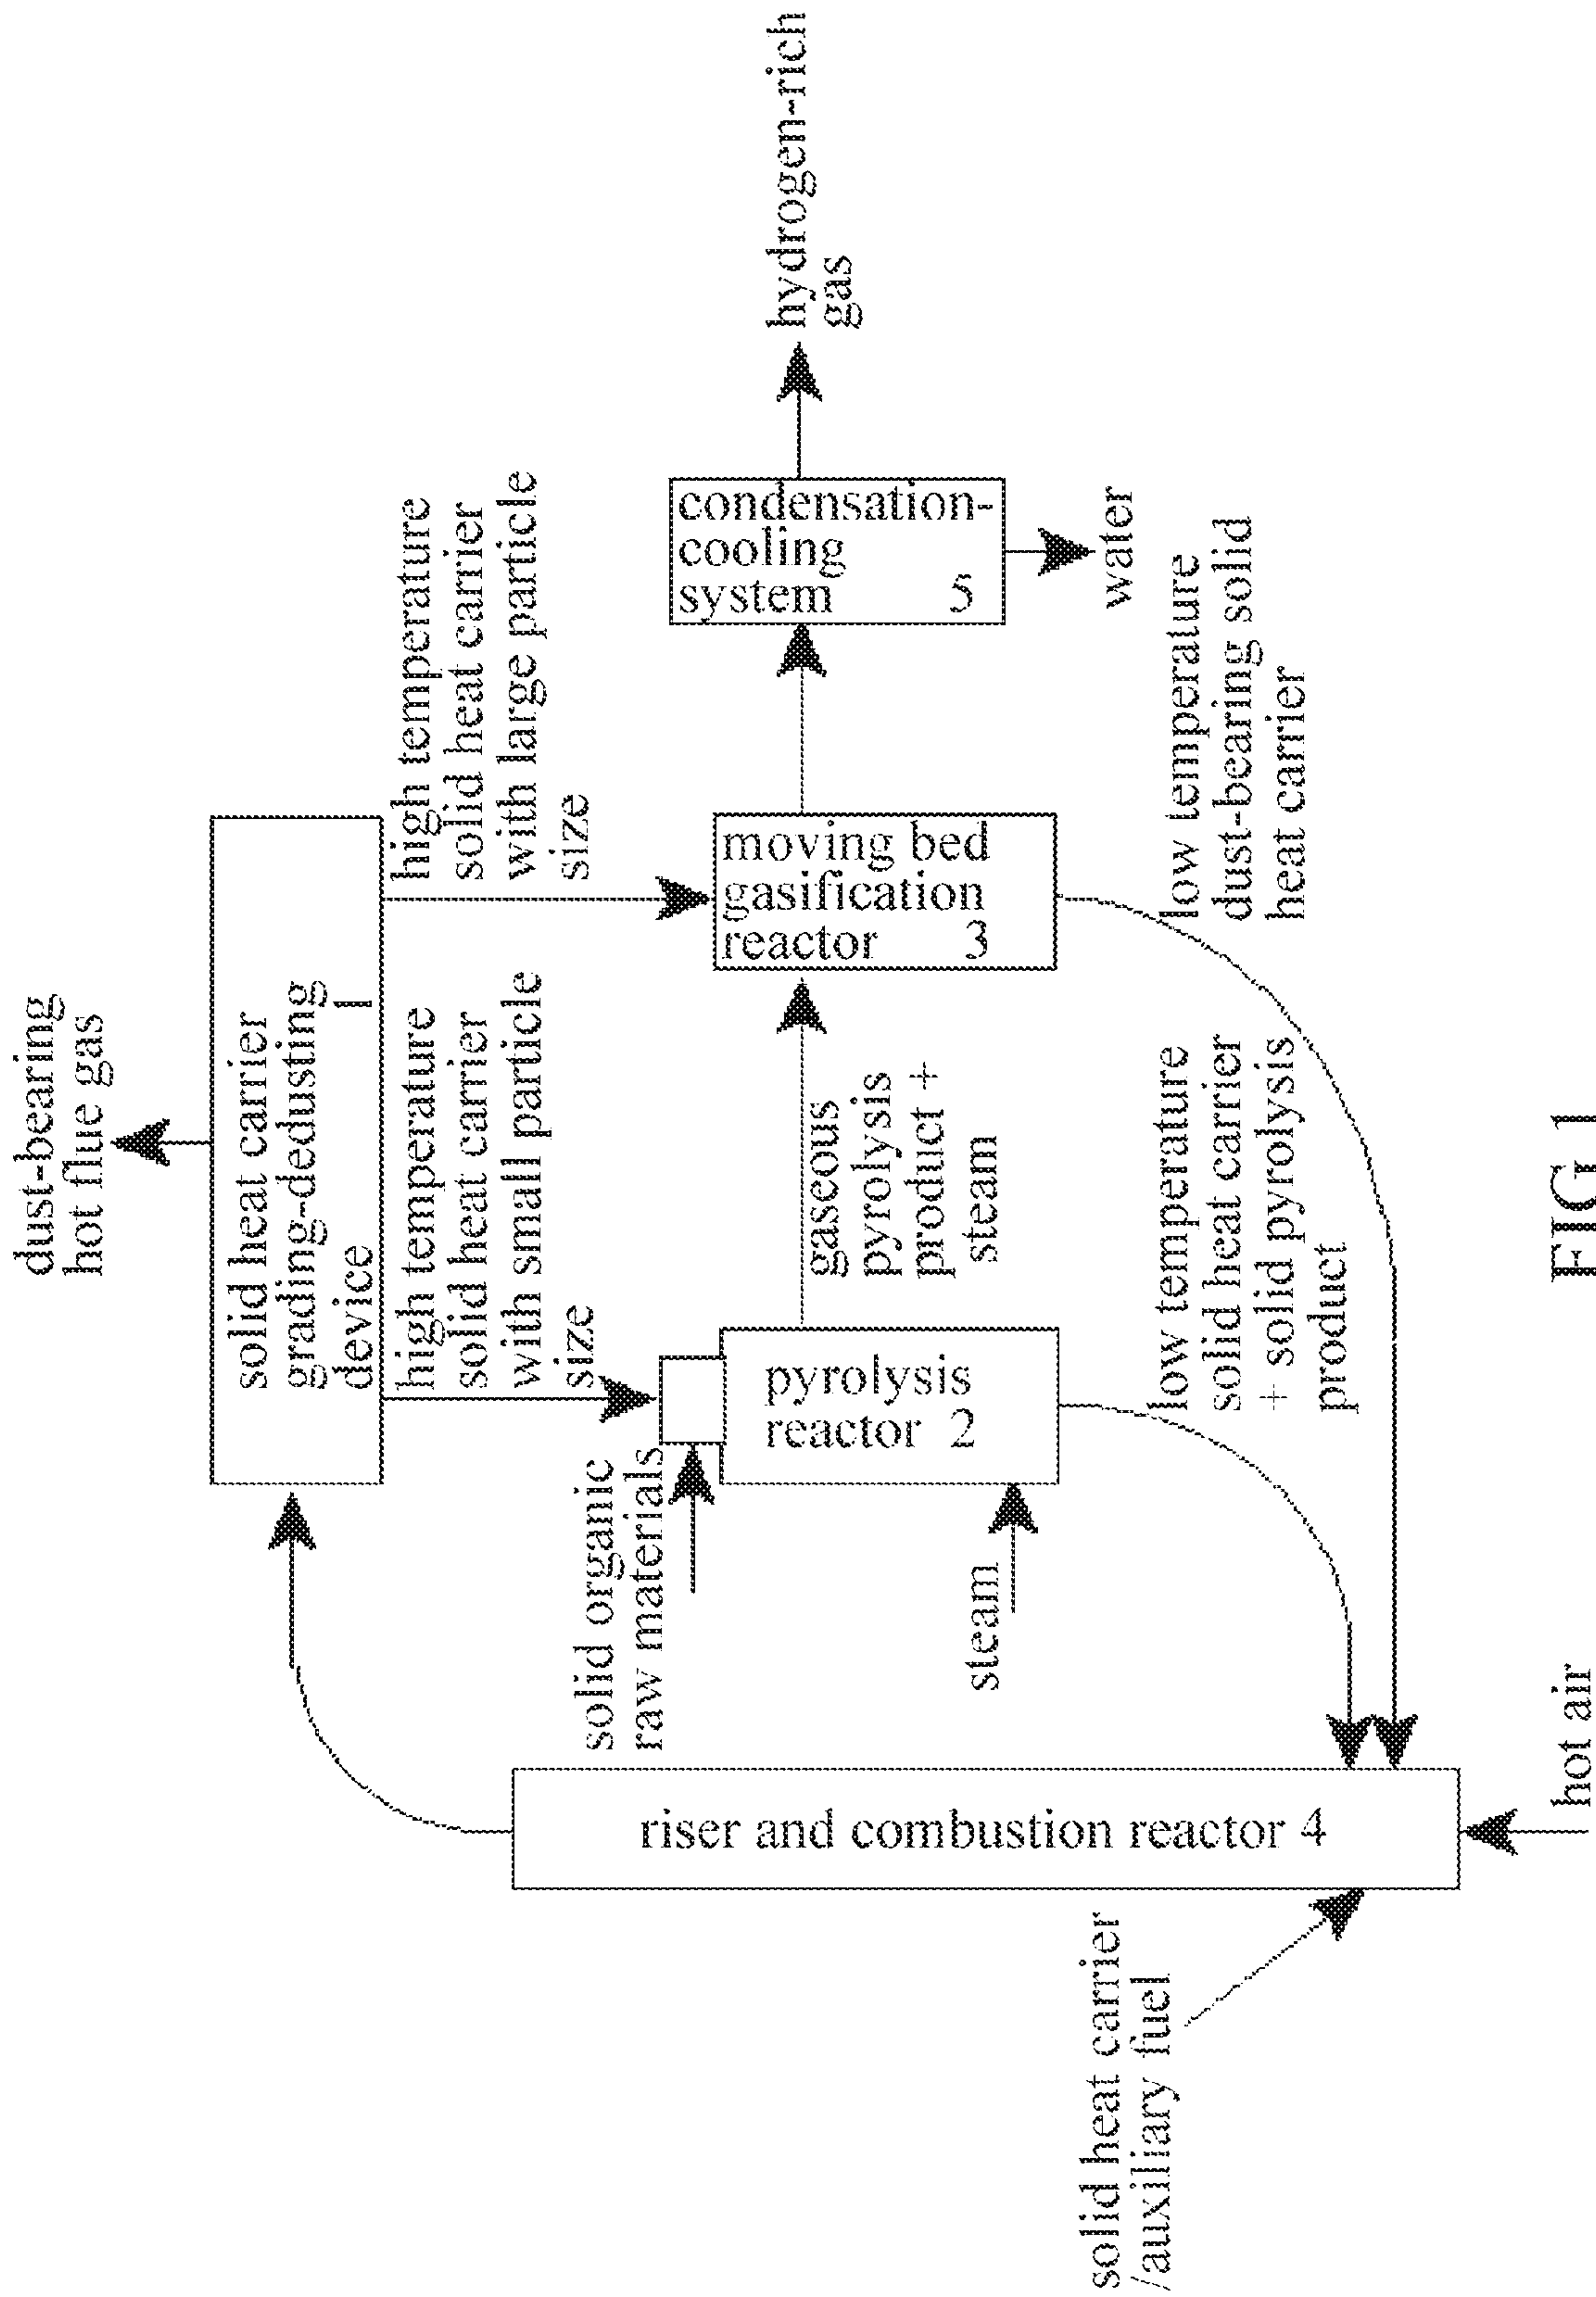 dust-bearing
hot flue gas
solid heat carrier
grading-dedusting
device 1
high temperature
solid heat carrier
with small particle
size
high temperature
solid heat carrier
with large particle
size
solid organic
raw materials
pyrolysis
reactor 2
steam
gaseous
pyrolysis
product +
steam
moving bed
gasification
reactor 3
condensation-
cooling
system 5
hydrogen-rich
gas
water
low temperature
dust-bearing solid
heat carrier
low temperature
solid heat carrier
+ solid pyrolysis
product
riser and combustion reactor 4
solid heat carrier
/auxiliary fuel
hot air
FIG 1